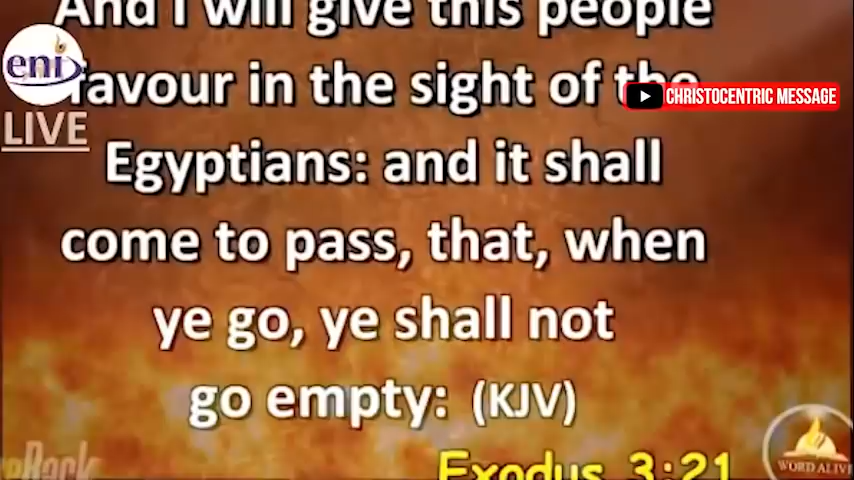 And I will give this people
eni
favour in the sight of the
CHRISTOCENTRIC MESSAGE
LIVE
Egyptians: and it shall
come to pass, that, when
ye go, ye shall not
go empty: (KJV)
Exodus 3:21
WORD ALIVE